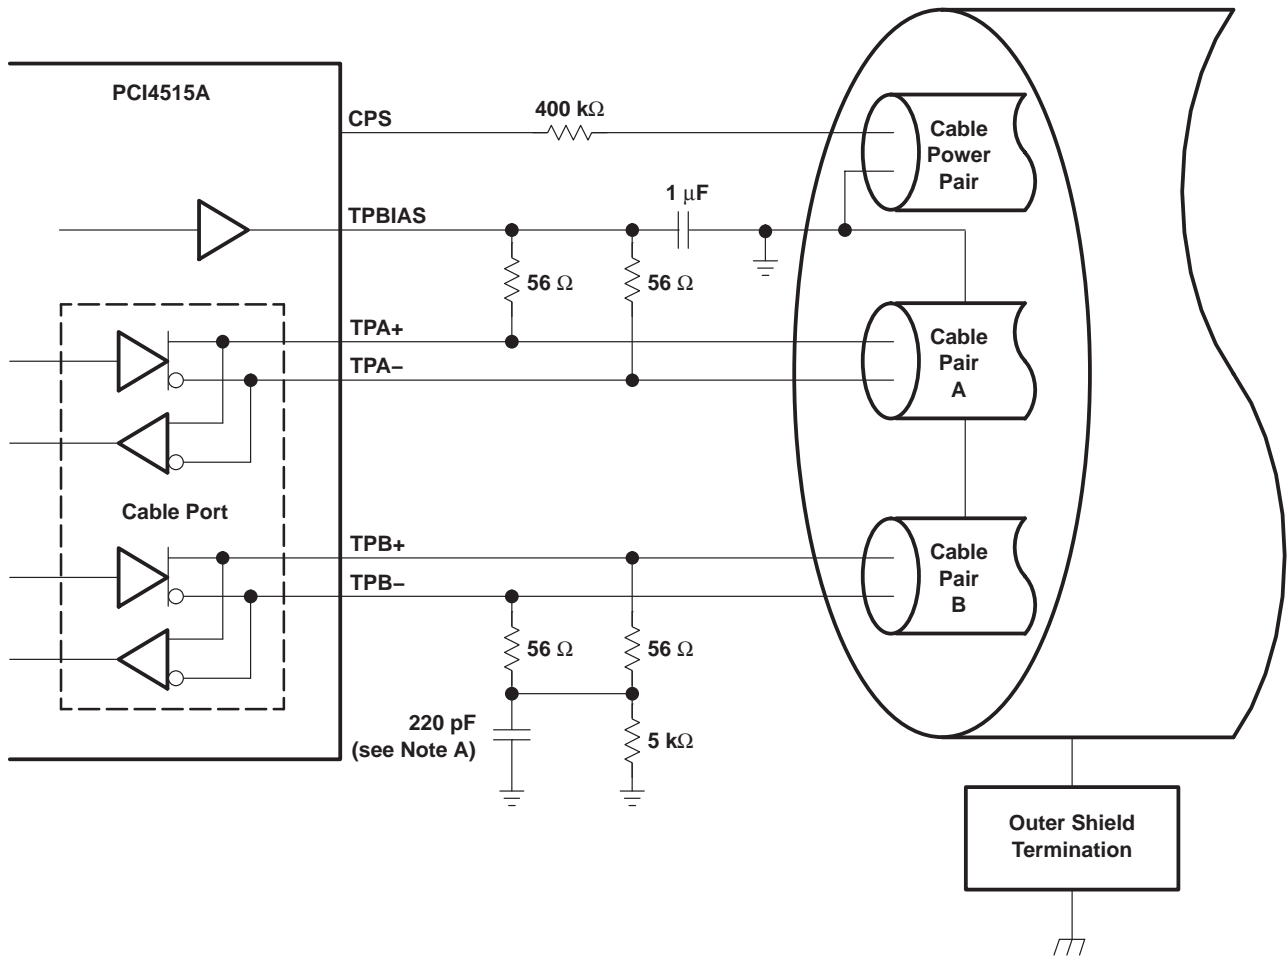 PCI4515A
CPS
400 kΩ
Cable
Power
Pair
TPBIAS
1 μF
56 Ω
56 Ω
TPA+
TPA–
Cable
Pair
A
Cable Port
TPB+
TPB–
Cable
Pair
B
56 Ω
56 Ω
220 pF
(see Note A)
5 kΩ
Outer Shield
Termination